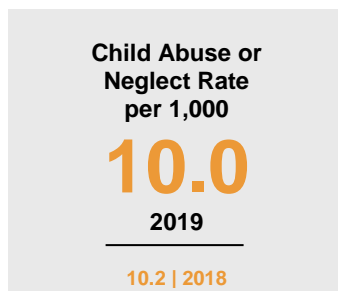 Child Abuse or
Neglect Rate
per 1,000
10.0
2019
10.2 | 2018